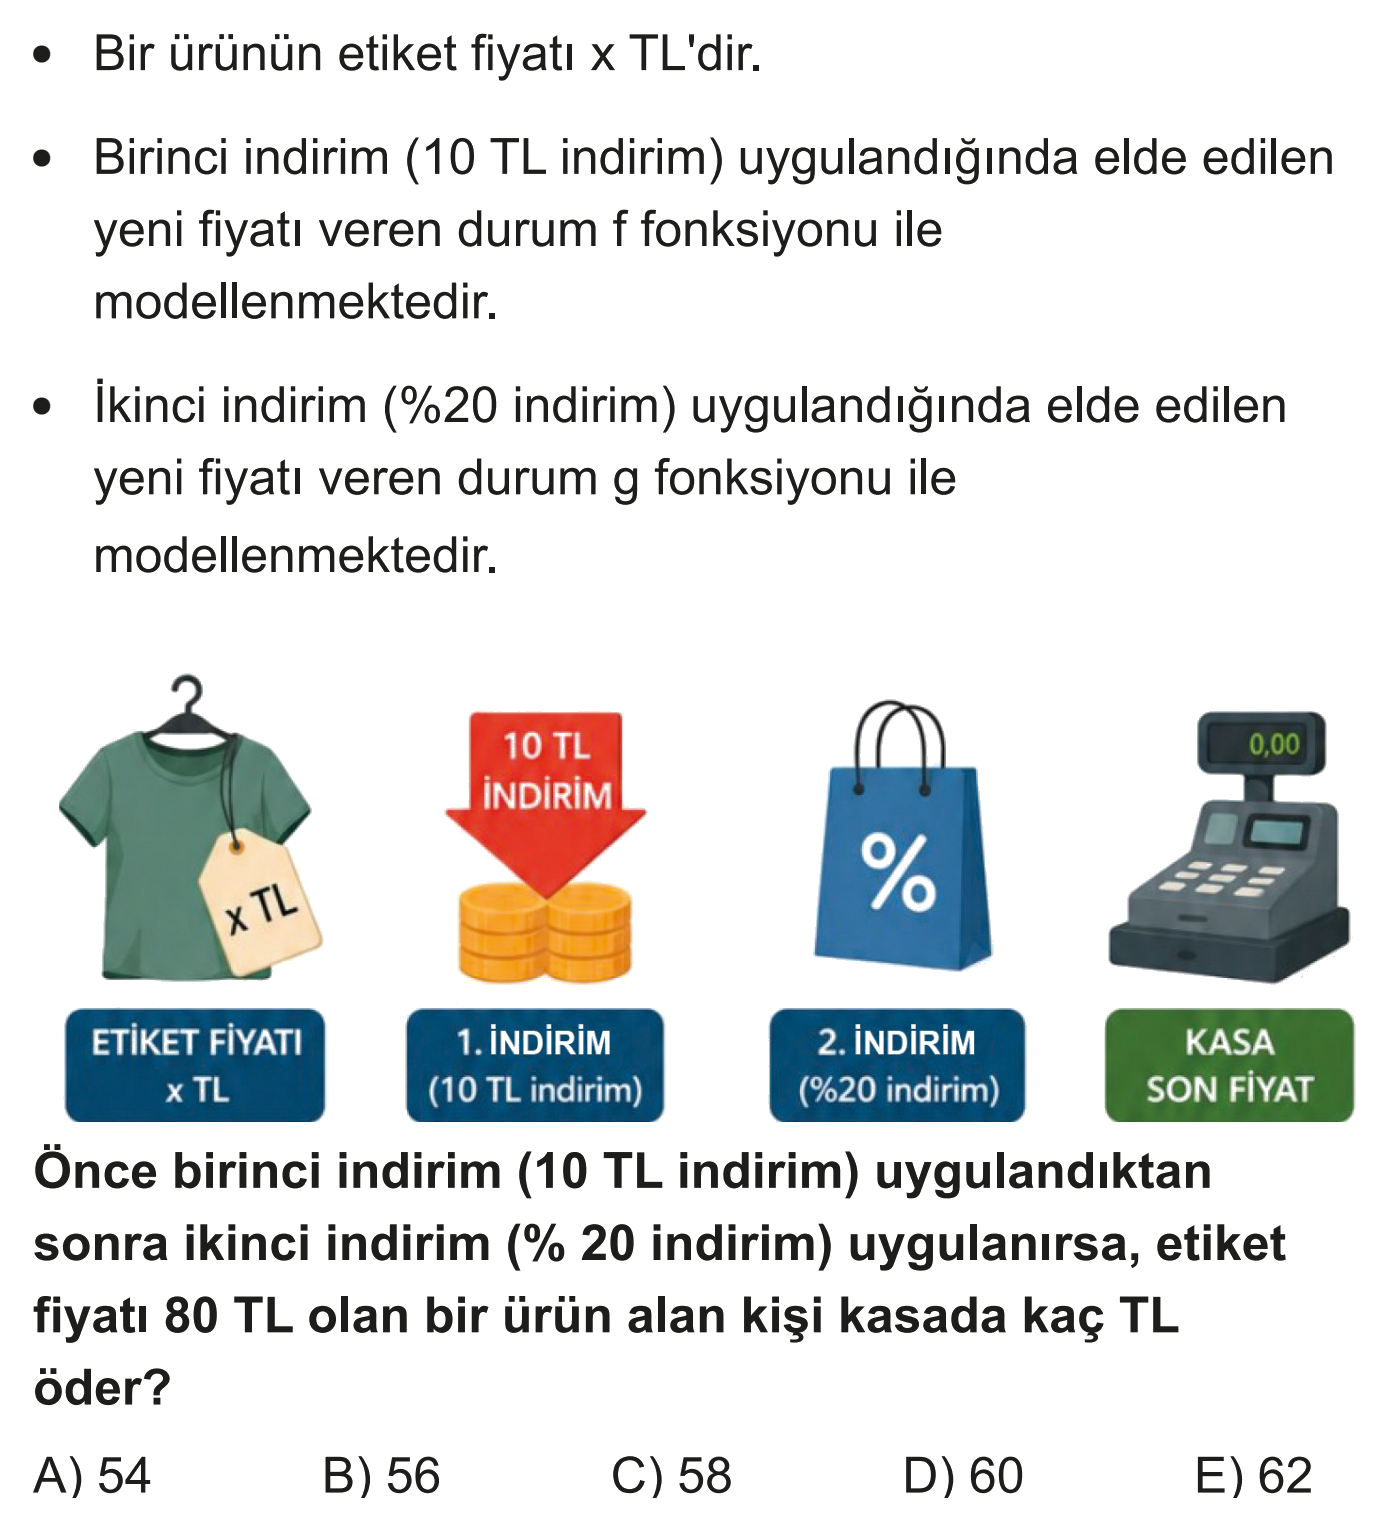 • Bir ürünün etiket fiyatı x TL'dir.
• Birinci indirim (10 TL indirim) uygulandığında elde edilen
yeni fiyatı veren durum f fonksiyonu ile
modellenmektedir.
• İkinci indirim (%20 indirim) uygulandığında elde edilen
yeni fiyatı veren durum g fonksiyonu ile
modellenmektedir.
x TL
10 TL
İNDİRİM
%
0,00
ETİKET FİYATI
x TL
1. İNDİRİM
(10 TL indirim)
2. İNDİRİM
(%20 indirim)
KASA
SON FİYAT
Önce birinci indirim (10 TL indirim) uygulandıktan
sonra ikinci indirim (% 20 indirim) uygulanırsa, etiket
fiyatı 80 TL olan bir ürün alan kişi kasada kaç TL
öder?
A) 54 B) 56 C) 58 D) 60 E) 62